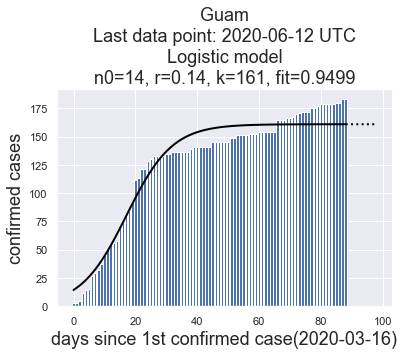 Guam
Last data point: 2020-06-12 UTC
Logistic model
n0=14, r=0.14, k=161, fit=0.9499
175
150
125
100
75
50
25
0
confirmed cases
0 20 40 60 80 100
days since 1st confirmed case(2020-03-16)